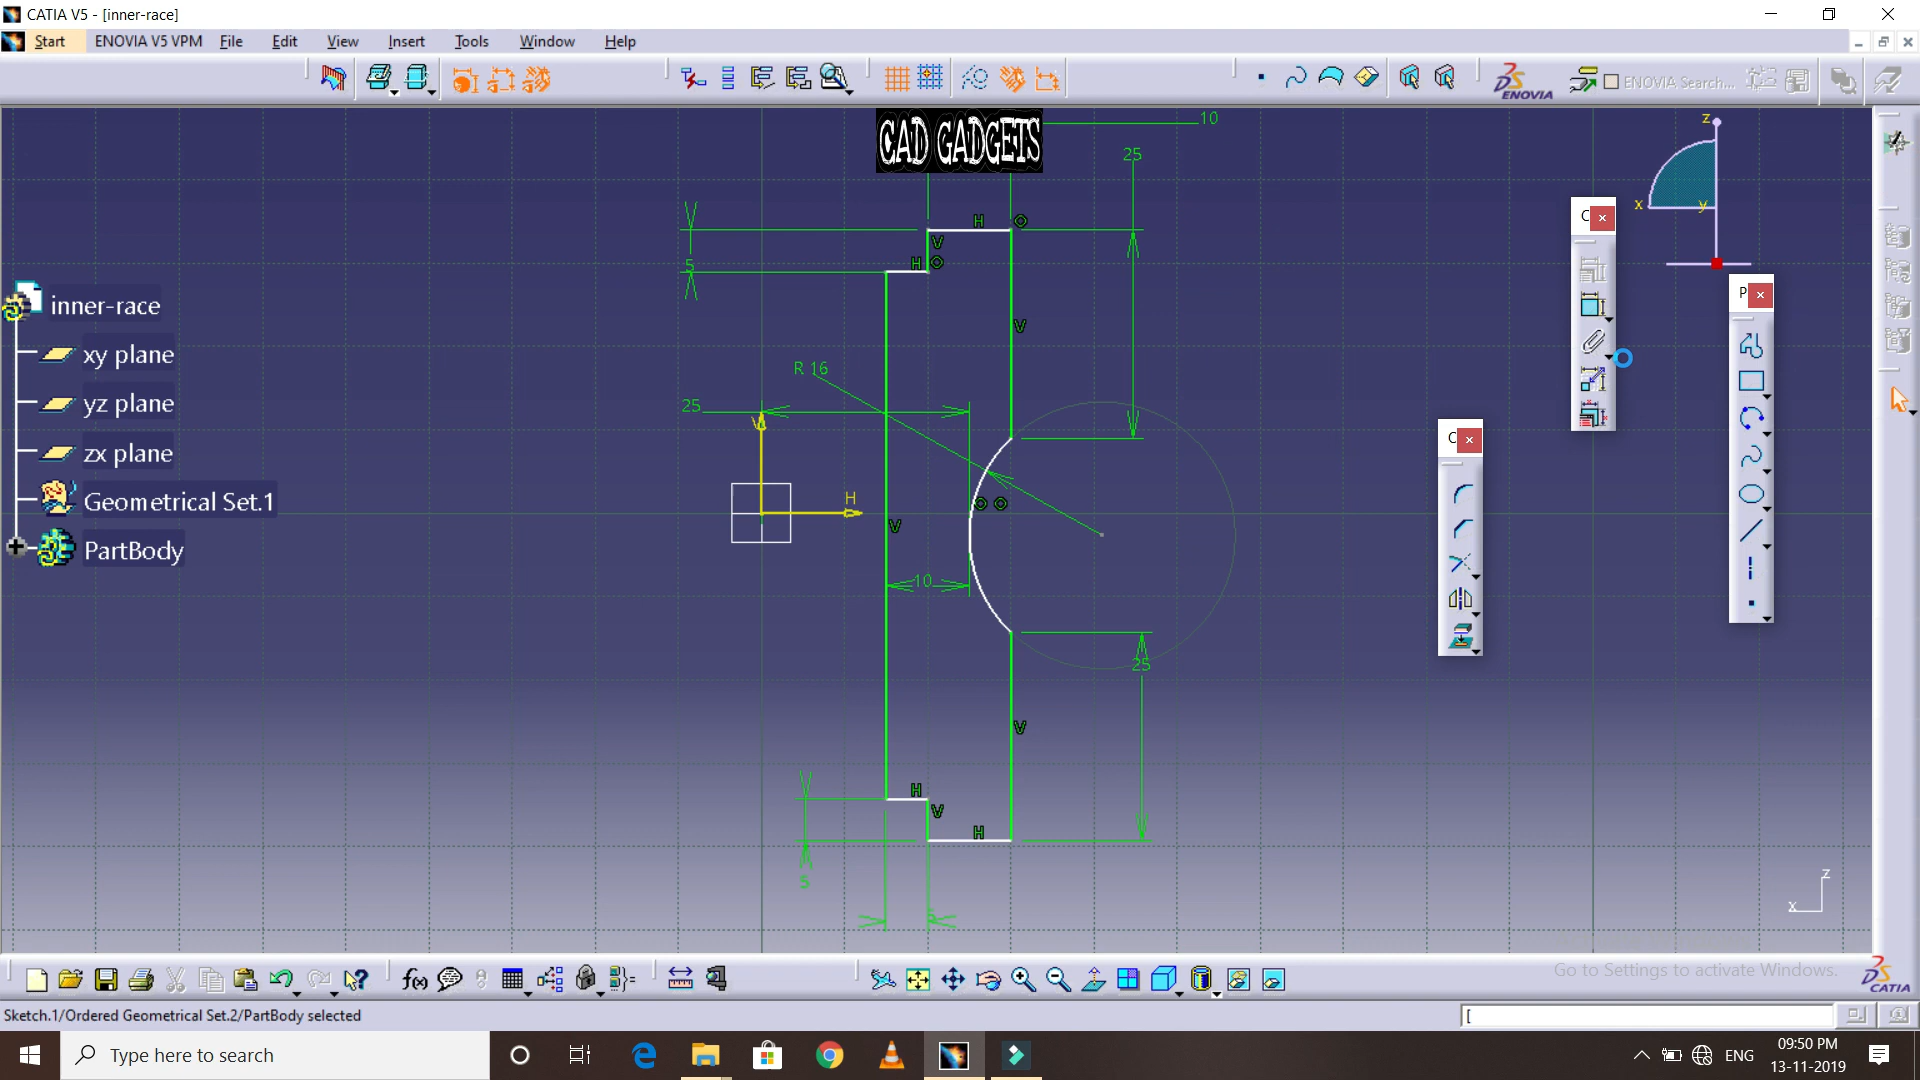 CATIA V5 - [inner-race]
Start ENOVIA V5 VPM File Edit View Insert Tools Window Help
ENOVIA ENOVIA Search...
CAD GADGETS
10
25
z
x y
C
P
H
V
H
5
V
inner-race
xy plane
R 16
yz plane
25
V
C
zx plane
H
Geometrical Set.1
V
PartBody
10
25
V
H
V
H
5
5
z
x
f(x)
Go to Settings to activate Windows.
CATIA
Sketch.1/Ordered Geometrical Set.2/PartBody selected
[
Type here to search
ENG
09:50 PM
13-11-2019